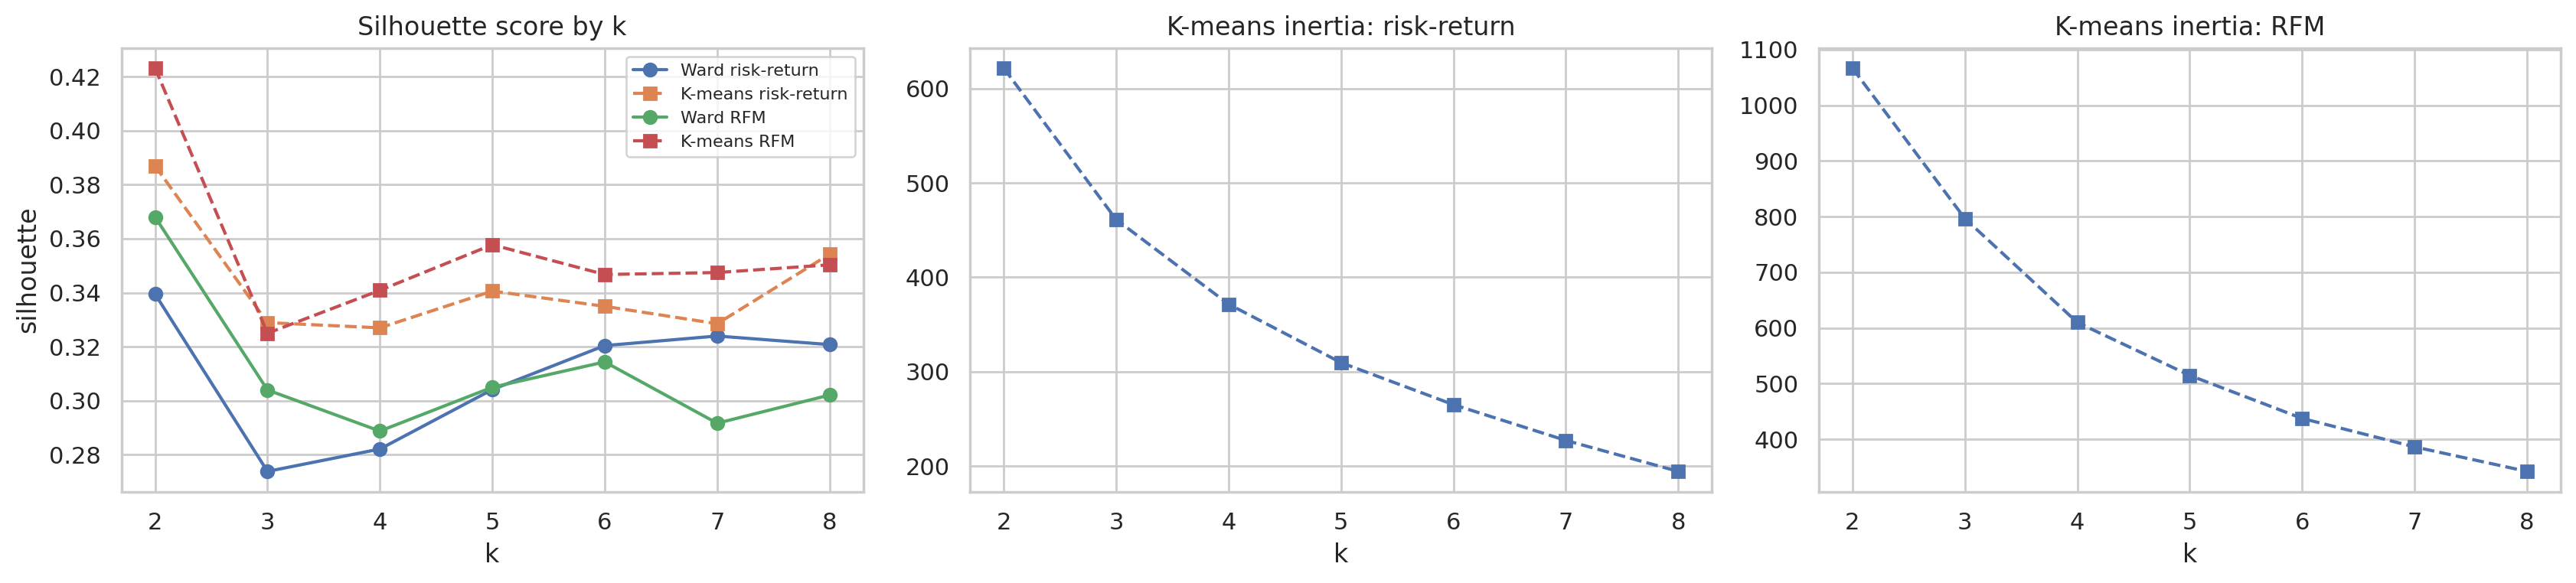 Silhouette score by k
silhouette
0.42
0.40
0.38
0.36
0.34
0.32
0.30
0.28
Ward risk-return
K-means risk-return
Ward RFM
K-means RFM
2 3 4 5 6 7 8
k
K-means inertia: risk-return
600
500
400
300
200
2 3 4 5 6 7 8
k
K-means inertia: RFM
1100
1000
900
800
700
600
500
400
2 3 4 5 6 7 8
k